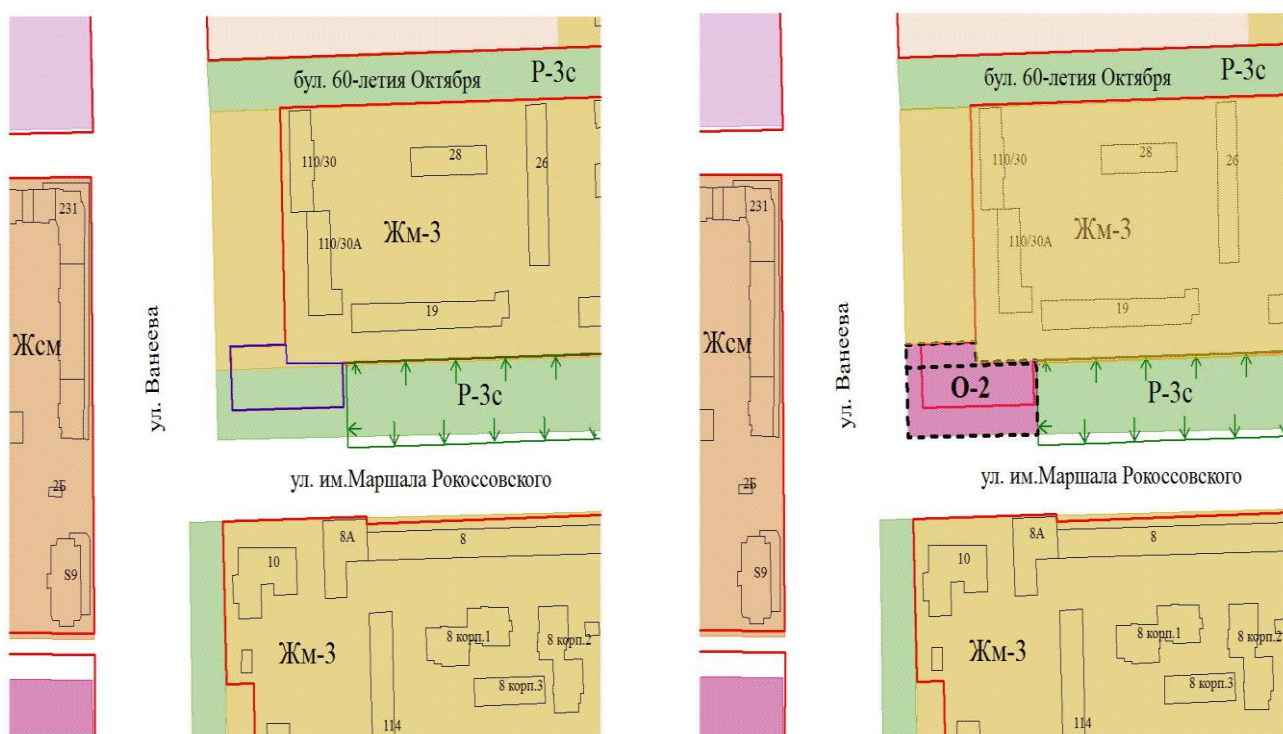 бул. 60-летия Октября
Р-3с
110/30
28
26
231
110/30А
Жм-3
19
Жсм
ул. Ванеева
Р-3с
ул. им.Маршала Рокоссовского
2Б
8А
8
10
S9
8 корп.1
8 корп.2
Жм-3
8 корп.3
114
бул. 60-летия Октября
Р-3с
110/30
28
26
231
110/30А
Жм-3
19
Жсм
ул. Ванеева
О-2
Р-3с
ул. им.Маршала Рокоссовского
2Б
8А
8
10
S9
8 корп.1
8 корп.2
Жм-3
8 корп.3
114